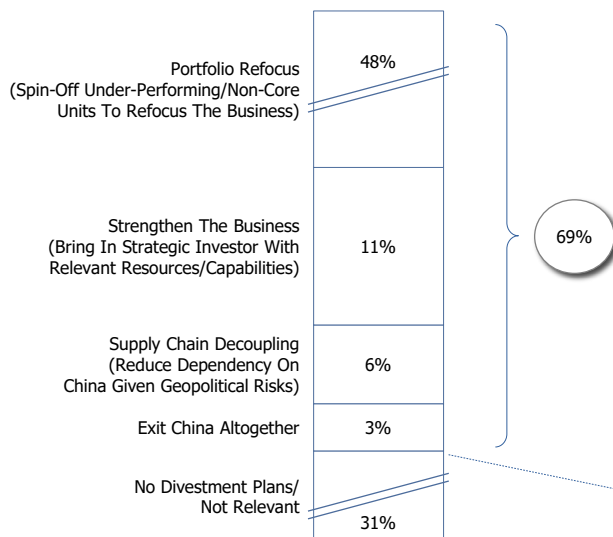 Portfolio Refocus
(Spin-Off Under-Performing/Non-Core
Units To Refocus The Business)
48%
Strengthen The Business
(Bring In Strategic Investor With
Relevant Resources/Capabilities)
11%
69%
Supply Chain Decoupling
(Reduce Dependency On
China Given Geopolitical Risks)
6%
Exit China Altogether
3%
No Divestment Plans/
Not Relevant
31%